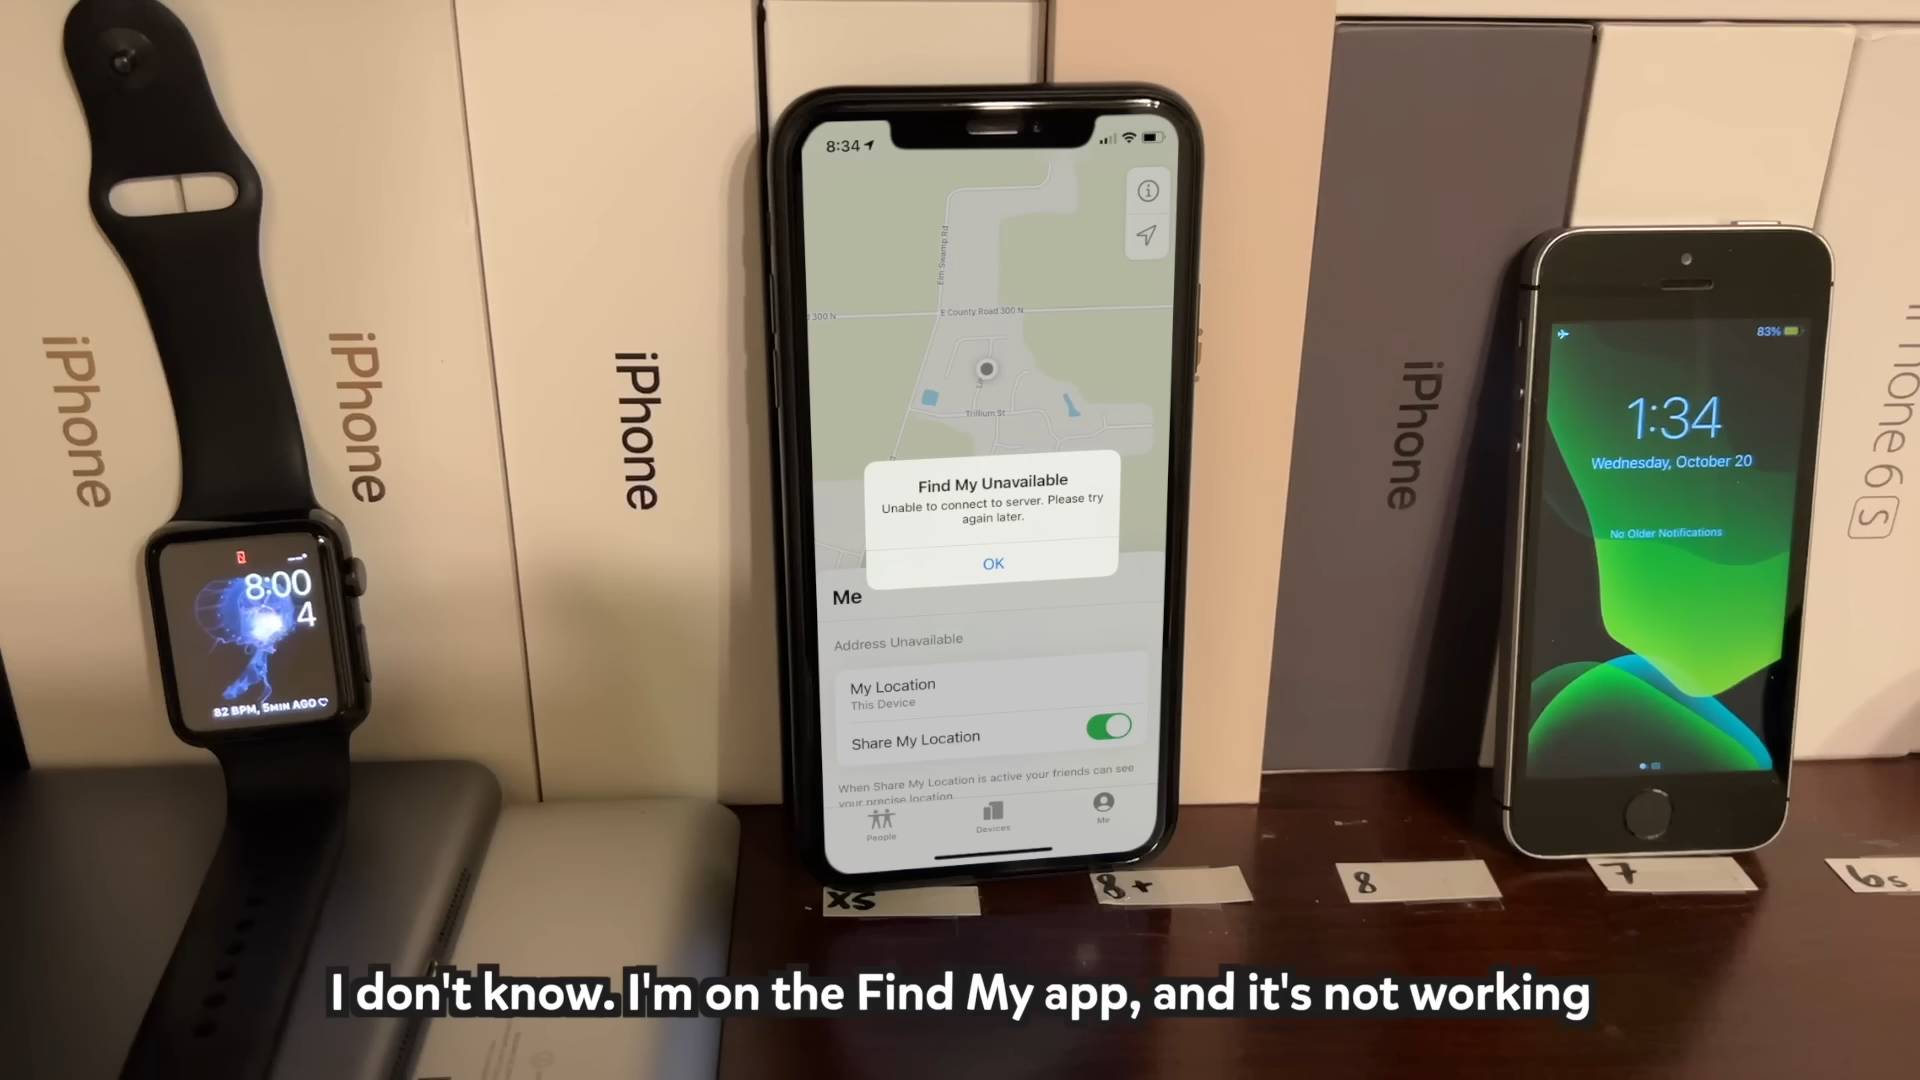 iPhone
iPhone
iPhone
8:00
4
82 BPM, 5MIN AGO
8:34
Elm Swamp Rd
300 N
E County Road 300 N
Trillium St
Find My Unavailable
Unable to connect to server. Please try
again later.
OK
Me
Address Unavailable
My Location
This Device
Share My Location
When Share My Location is active your friends can see
your precise location
People
Devices
Me
iPhone
83%
1:34
Wednesday, October 20
No Older Notifications
iPhone 6s
XS
8+
8
7
6s
I don't know. I'm on the Find My app, and it's not working